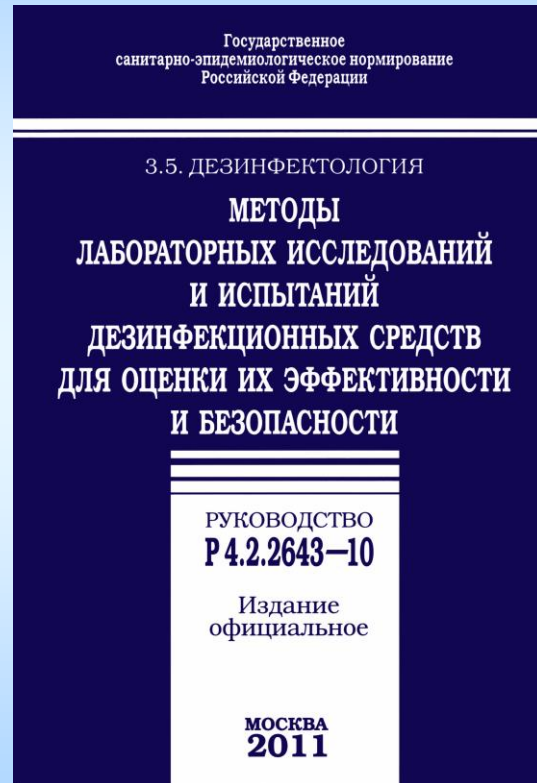 Государственное
санитарно-эпидемиологическое нормирование
Российской Федерации
3.5. ДЕЗИНФЕКТОЛОГИЯ
МЕТОДЫ
ЛАБОРАТОРНЫХ ИССЛЕДОВАНИЙ
И ИСПЫТАНИЙ
ДЕЗИНФЕКЦИОННЫХ СРЕДСТВ
ДЛЯ ОЦЕНКИ ИХ ЭФФЕКТИВНОСТИ
И БЕЗОПАСНОСТИ
РУКОВОДСТВО
Р 4.2.2643—10
Издание
официальное
МОСКВА
2011